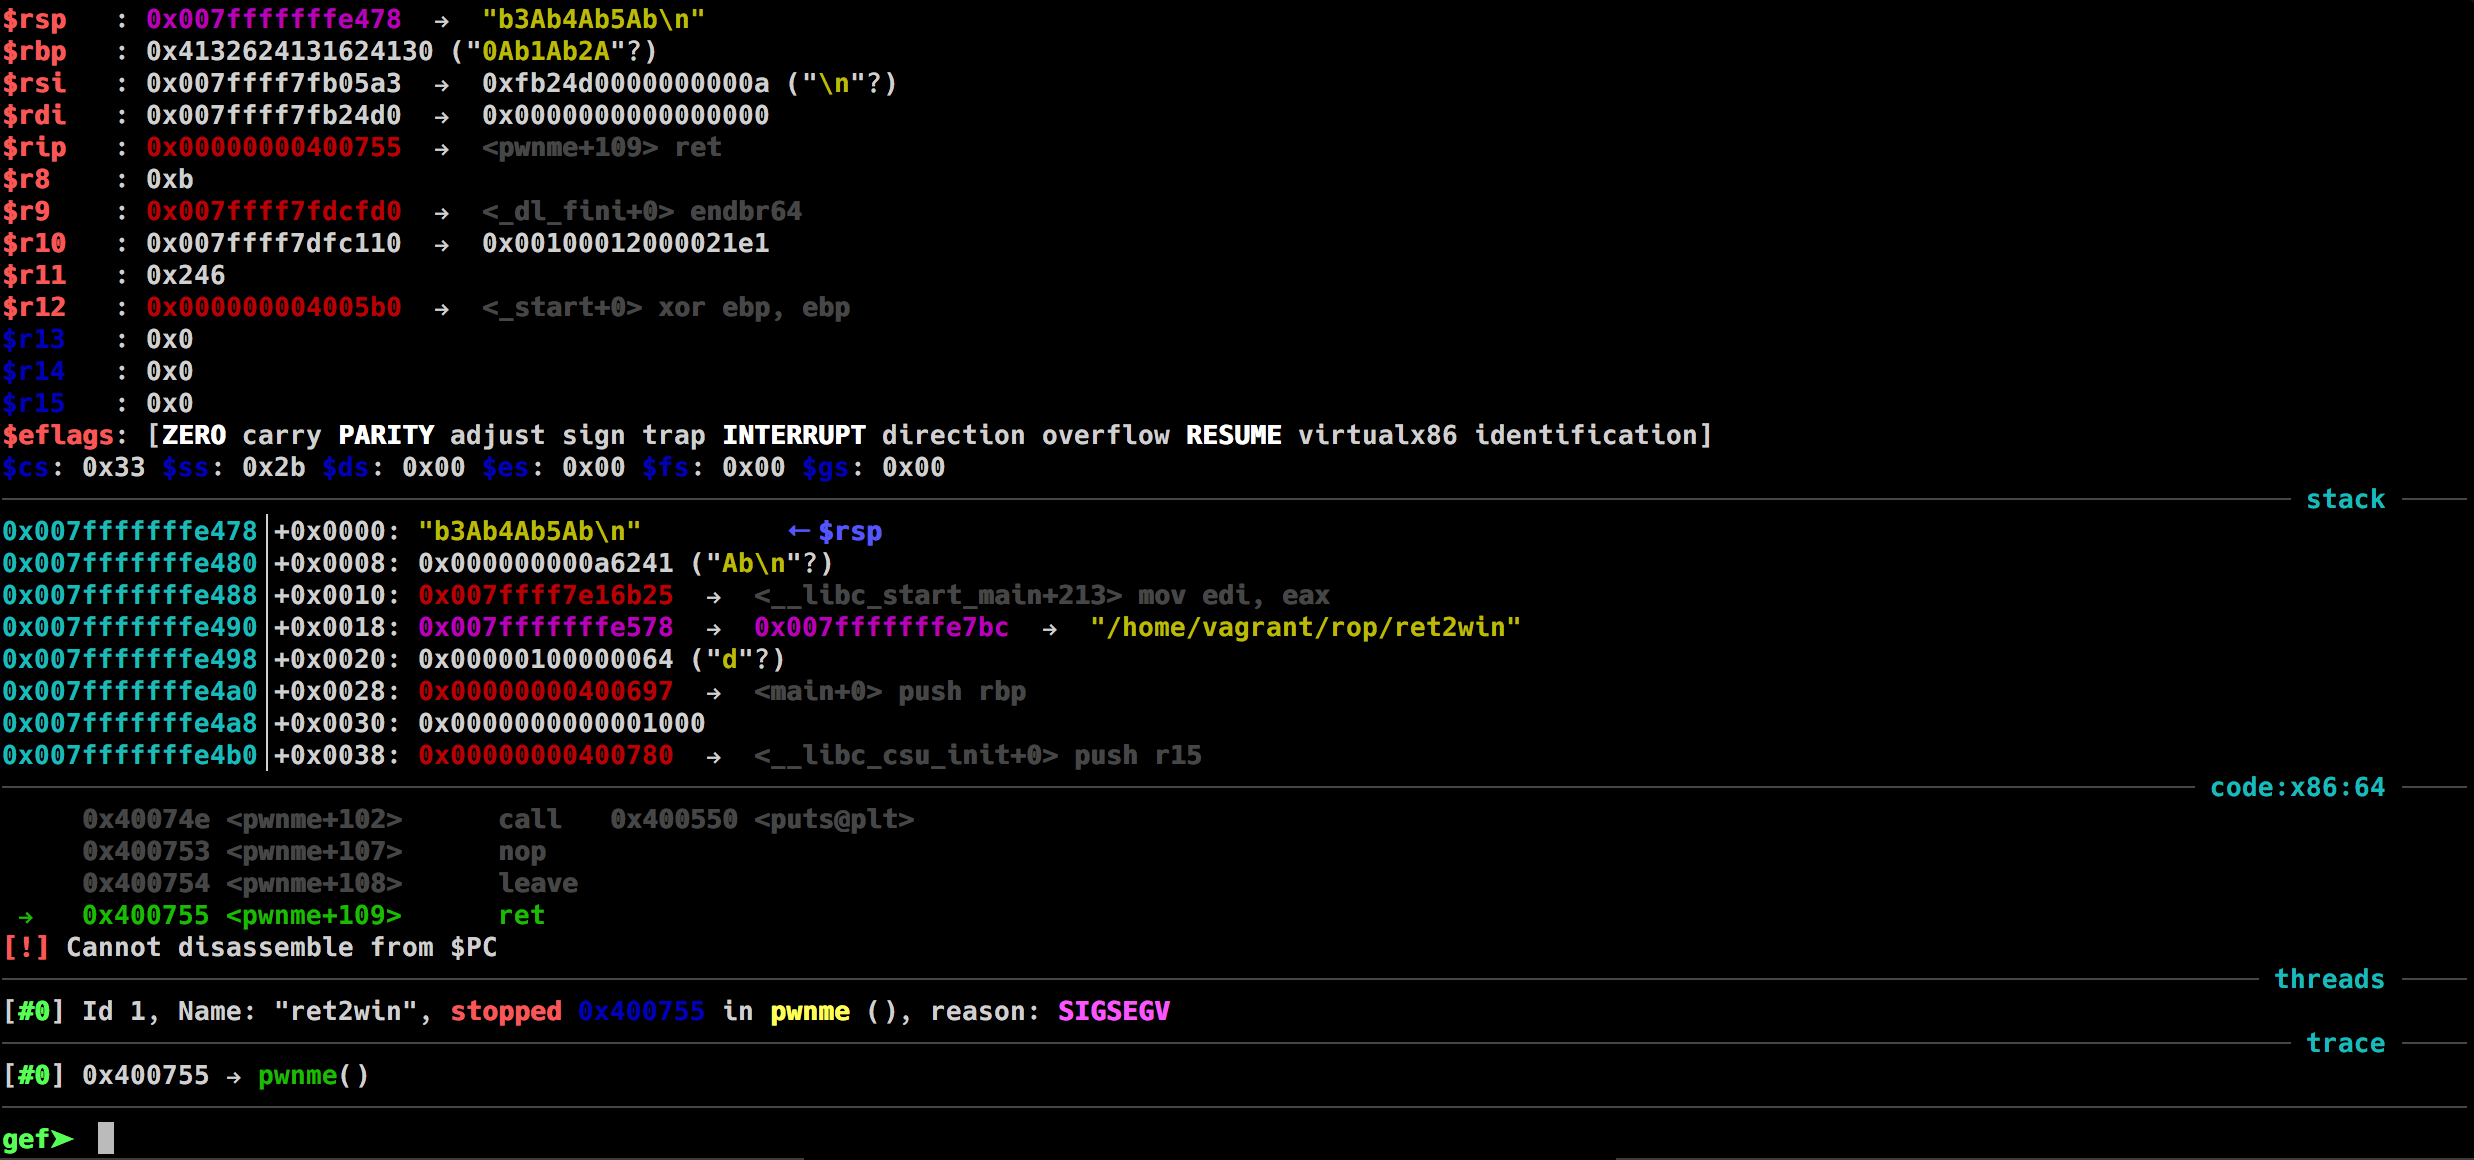 $rsp   : 0x007fffffffe478  →  "b3Ab4Ab5Ab\n"
$rbp   : 0x4132624131624130 ("0Ab1Ab2A"?)
$rsi   : 0x007ffff7fb05a3  →  0xfb24d0000000000a ("\n"?)
$rdi   : 0x007ffff7fb24d0  →  0x0000000000000000
$rip   : 0x00000000400755  →  <pwnme+109> ret
$r8    : 0xb
$r9    : 0x007ffff7fdcfd0  →  <_dl_fini+0> endbr64
$r10   : 0x007ffff7dfc110  →  0x00100012000021e1
$r11   : 0x246
$r12   : 0x000000004005b0  →  <_start+0> xor ebp, ebp
$r13   : 0x0
$r14   : 0x0
$r15   : 0x0
$eflags: [ZERO carry PARITY adjust sign trap INTERRUPT direction overflow RESUME virtualx86 identification]
$cs: 0x33 $ss: 0x2b $ds: 0x00 $es: 0x00 $fs: 0x00 $gs: 0x00
stack
0x007fffffffe478│+0x0000: "b3Ab4Ab5Ab\n"         ←$rsp
0x007fffffffe480│+0x0008: 0x000000000a6241 ("Ab\n"?)
0x007fffffffe488│+0x0010: 0x007ffff7e16b25  →  <__libc_start_main+213> mov edi, eax
0x007fffffffe490│+0x0018: 0x007fffffffe578  →  0x007fffffffe7bc  →  "/home/vagrant/rop/ret2win"
0x007fffffffe498│+0x0020: 0x00000100000064 ("d"?)
0x007fffffffe4a0│+0x0028: 0x00000000400697  →  <main+0> push rbp
0x007fffffffe4a8│+0x0030: 0x0000000000001000
0x007fffffffe4b0│+0x0038: 0x00000000400780  →  <__libc_csu_init+0> push r15
code:x86:64
0x40074e <pwnme+102>      call   0x400550 <puts@plt>
0x400753 <pwnme+107>      nop
0x400754 <pwnme+108>      leave
→   0x400755 <pwnme+109>      ret
[!] Cannot disassemble from $PC
threads
[#0] Id 1, Name: "ret2win", stopped 0x400755 in pwnme (), reason: SIGSEGV
trace
[#0] 0x400755 → pwnme()
gef➤